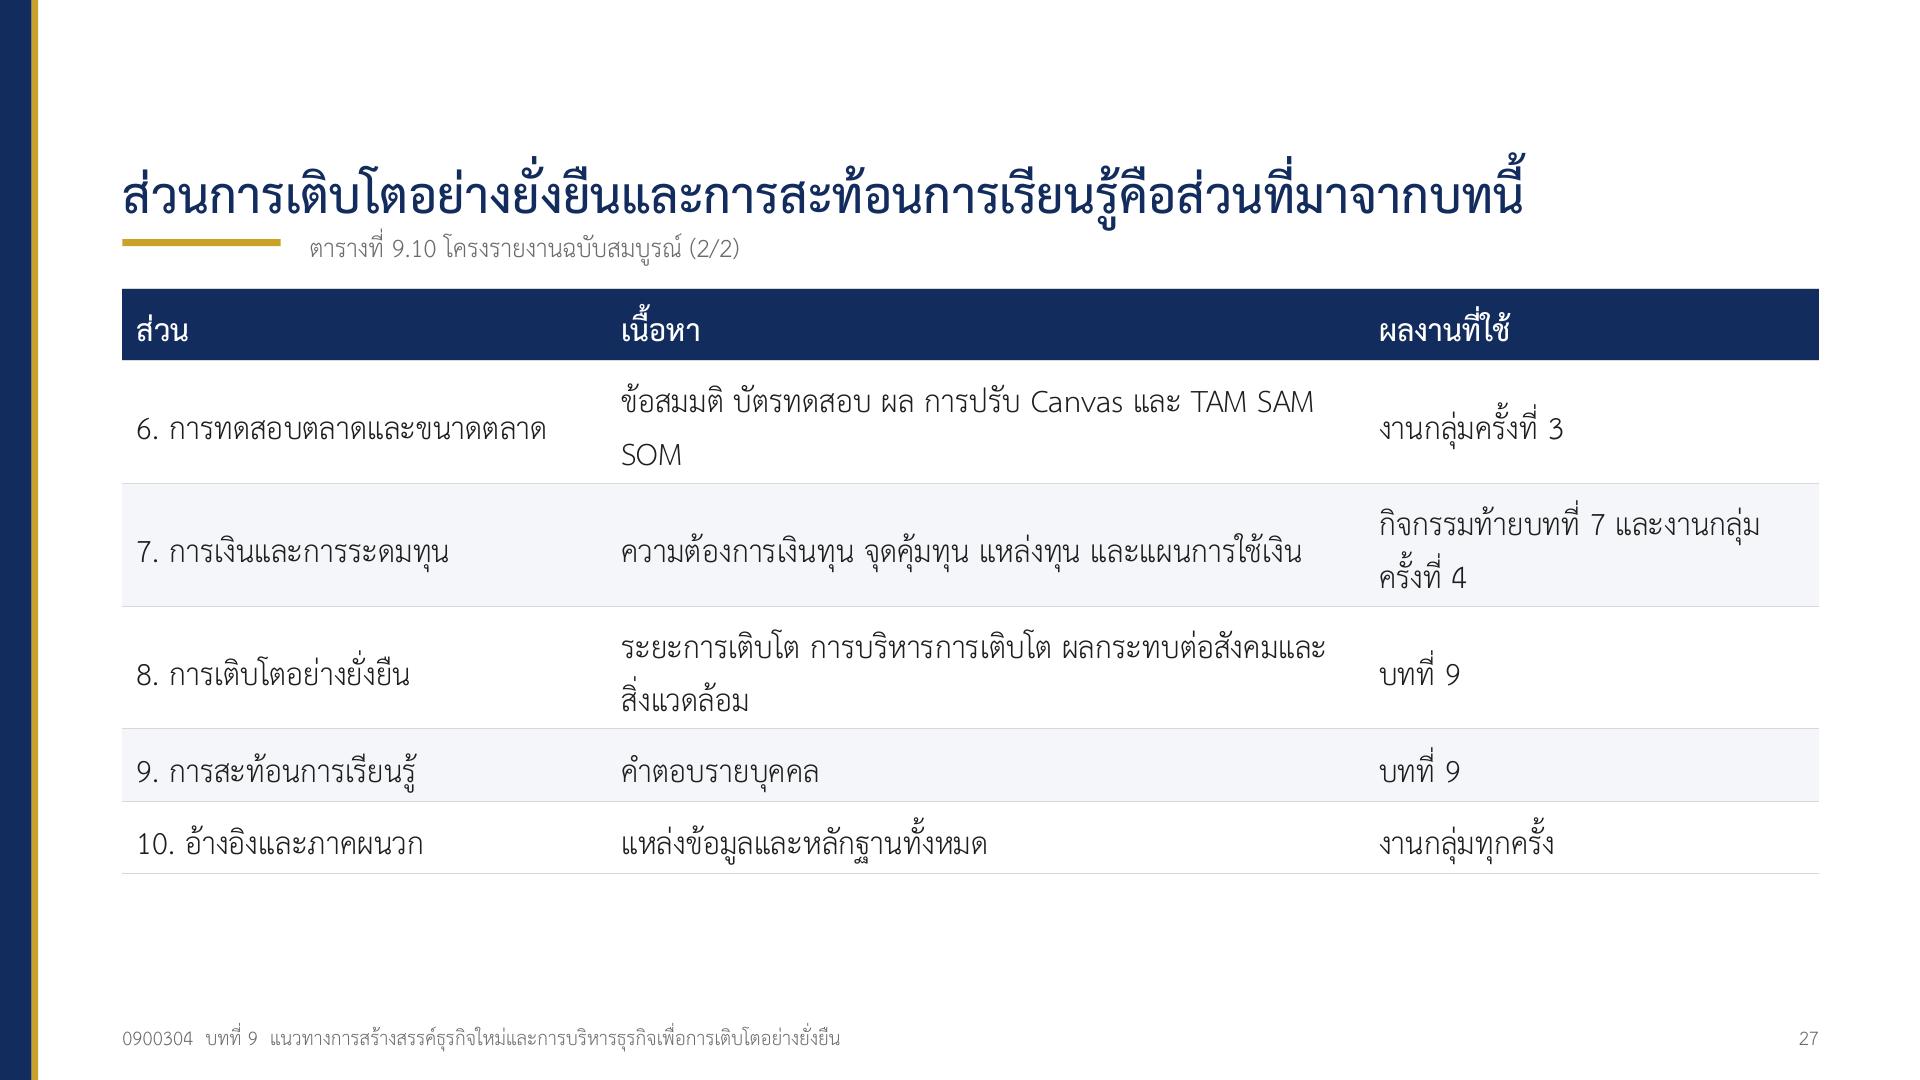 ส่วนการเติบโตอย่างยั่งยืนและการสะท้อนการเรียนรู้คือส่วนที่มาจากบทนี้
ตารางที่ 9.10 โครงรายงานฉบับสมบูรณ์ (2/2)
ส่วน เนื้อหา ผลงานที่ใช้
6. การทดสอบตลาดและขนาดตลาด
ข้อสมมติ บัตรทดสอบ ผล การปรับ Canvas และ TAM SAM
SOM
งานกลุ่มครั้งที่ 3
7. การเงินและการระดมทุน
ความต้องการเงินทุน จุดคุ้มทุน แหล่งทุน และแผนการใช้เงิน
กิจกรรมท้ายบทที่ 7 และงานกลุ่ม
ครั้งที่ 4
8. การเติบโตอย่างยั่งยืน
ระยะการเติบโต การบริหารการเติบโต ผลกระทบต่อสังคมและ
สิ่งแวดล้อม
บทที่ 9
9. การสะท้อนการเรียนรู้ คำตอบรายบุคคล บทที่ 9
10. อ้างอิงและภาคผนวก แหล่งข้อมูลและหลักฐานทั้งหมด งานกลุ่มทุกครั้ง
0900304 บทที่ 9 แนวทางการสร้างสรรค์ธุรกิจใหม่และการบริหารธุรกิจเพื่อการเติบโตอย่างยั่งยืน 27